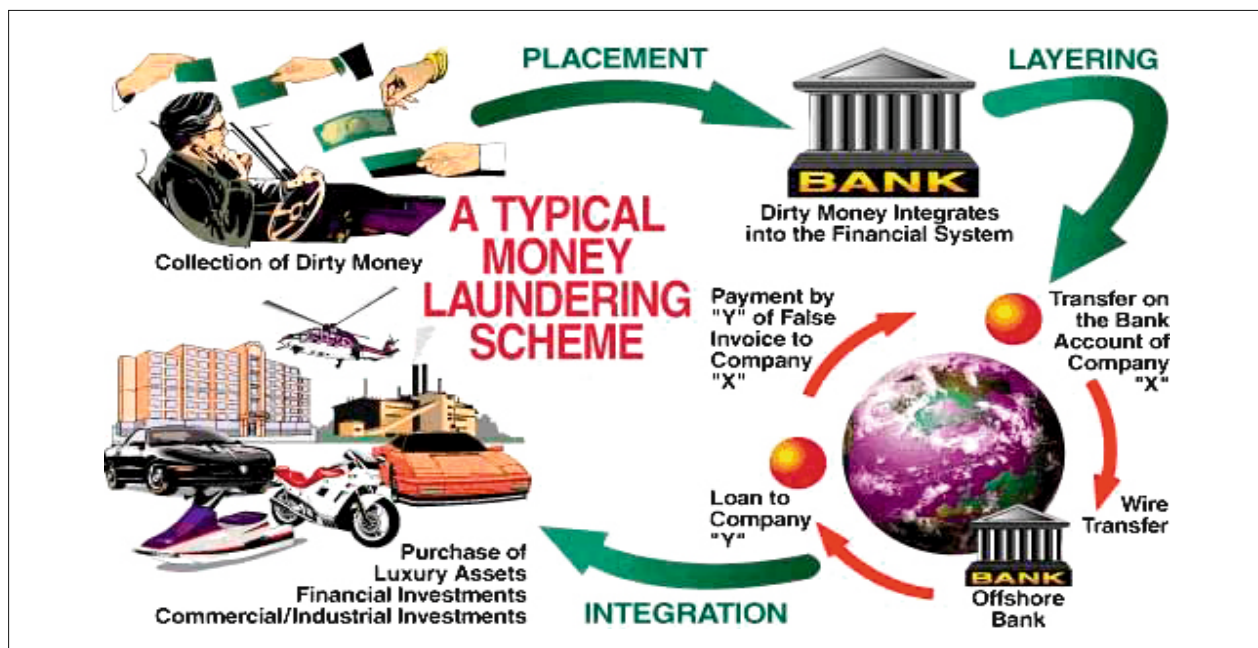 PLACEMENT
LAYERING
BANK
Dirty Money Integrates
into the Financial System
Collection of Dirty Money
A TYPICAL
MONEY
LAUNDERING
SCHEME
Payment by
"Y" of False
Invoice to
Company
"X"
Transfer on
the Bank
Account of
Company
"X"
Loan to
Company
"Y"
Wire
Transfer
BANK
Offshore
Bank
Purchase of
Luxury Assets
Financial Investments
Commercial/Industrial Investments
INTEGRATION